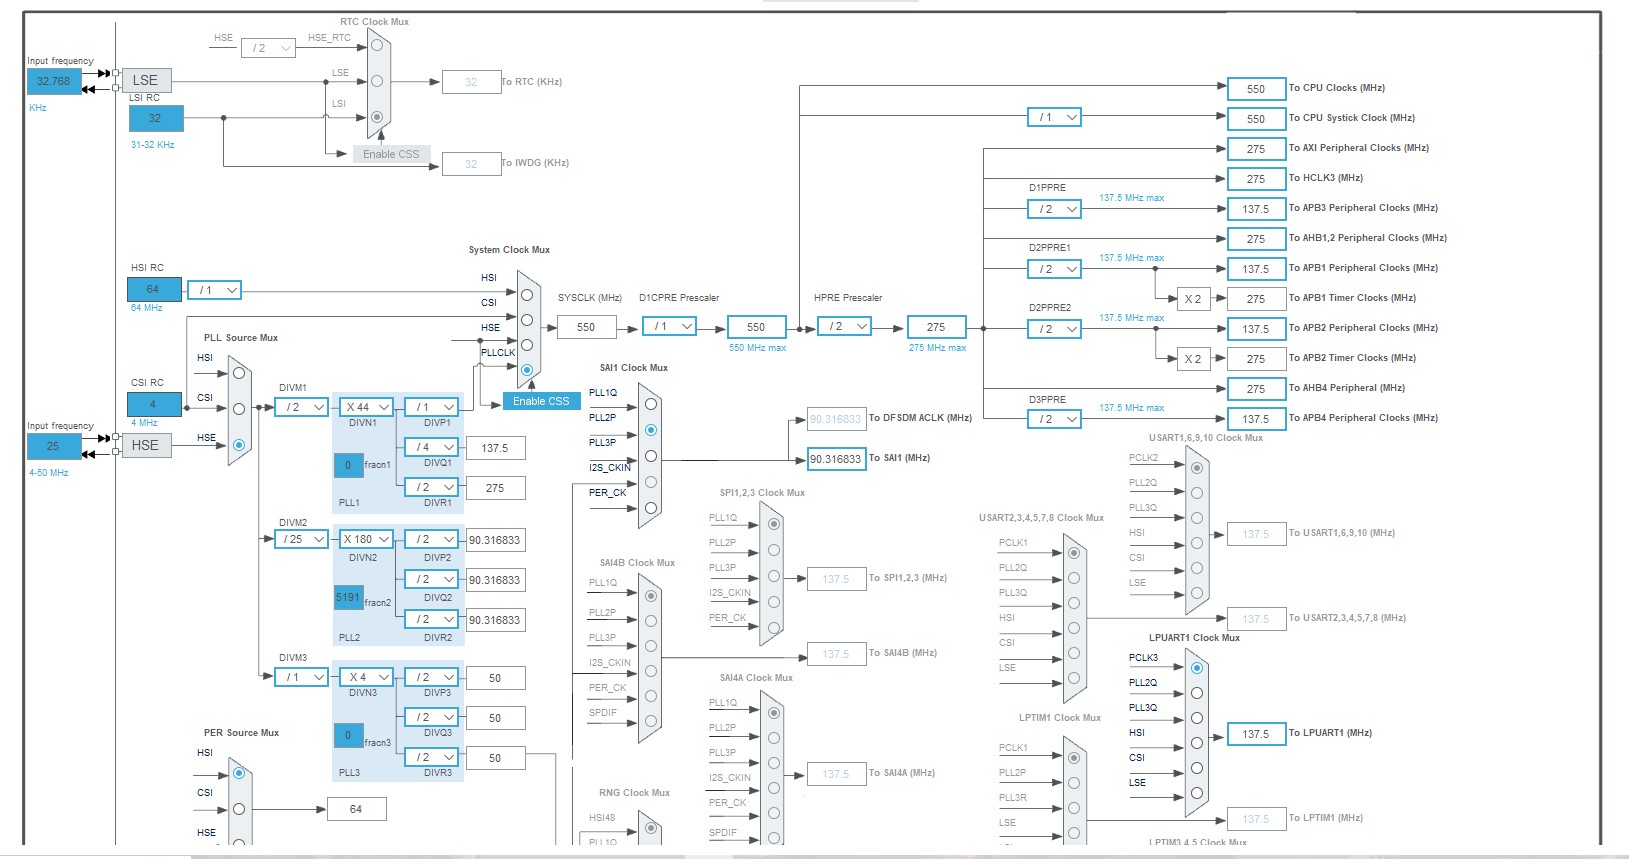 RTC Clock Mux
HSE
/ 2
HSE_RTC
Input frequency
32.768
KHz
LSE
LSE
32
To RTC (KHz)
LSI RC
32
31-32 KHz
LSI
Enable CSS
32
To IWDG (KHz)
550
To CPU Clocks (MHz)
/ 1
550
To CPU Systick Clock (MHz)
275
To AXI Peripheral Clocks (MHz)
275
To HCLK3 (MHz)
D1PPRE
/ 2
137.5 MHz max
137.5
To APB3 Peripheral Clocks (MHz)
275
To AHB1,2 Peripheral Clocks (MHz)
D2PPRE1
/ 2
137.5 MHz max
137.5
To APB1 Peripheral Clocks (MHz)
X 2
275
To APB1 Timer Clocks (MHz)
D2PPRE2
/ 2
137.5 MHz max
137.5
To APB2 Peripheral Clocks (MHz)
X 2
275
To APB2 Timer Clocks (MHz)
275
To AHB4 Peripheral (MHz)
D3PPRE
/ 2
137.5 MHz max
137.5
To APB4 Peripheral Clocks (MHz)
System Clock Mux
HSI RC
64
64 MHz
/ 1
HSI
CSI
HSE
PLLCLK
SYSCLK (MHz)
550
D1CPRE Prescaler
/ 1
550
550 MHz max
HPRE Prescaler
/ 2
275
275 MHz max
Enable CSS
PLL Source Mux
HSI
CSI RC
4
4 MHz
CSI
Input frequency
25
4-50 MHz
HSE
HSE
DIVM1
/ 2
X 44
DIVN1
/ 1
DIVP1
/ 4
137.5
DIVQ1
0
fracn1
/ 2
275
DIVR1
PLL1
DIVM2
/ 25
X 180
DIVN2
/ 2
90.316833
DIVP2
/ 2
90.316833
DIVQ2
5191
fracn2
/ 2
90.316833
DIVR2
PLL2
DIVM3
/ 1
X 4
DIVN3
/ 2
50
DIVP3
/ 2
50
DIVQ3
0
fracn3
/ 2
50
DIVR3
PLL3
PER Source Mux
HSI
CSI
HSE
64
SAI1 Clock Mux
PLL1Q
PLL2P
PLL3P
I2S_CKIN
PER_CK
90.316833
To DFSDM ACLK (MHz)
90.316833
To SAI1 (MHz)
SPI1,2,3 Clock Mux
PLL1Q
PLL2P
PLL3P
I2S_CKIN
PER_CK
137.5
To SPI1,2,3 (MHz)
SAI4B Clock Mux
PLL1Q
PLL2P
PLL3P
I2S_CKIN
PER_CK
SPDIF
137.5
To SAI4B (MHz)
SAI4A Clock Mux
PLL1Q
PLL2P
PLL3P
I2S_CKIN
PER_CK
SPDIF
137.5
To SAI4A (MHz)
RNG Clock Mux
HSI48
PLL1Q
USART1,6,9,10 Clock Mux
PCLK2
PLL2Q
PLL3Q
HSI
CSI
LSE
137.5
To USART1,6,9,10 (MHz)
USART2,3,4,5,7,8 Clock Mux
PCLK1
PLL2Q
PLL3Q
HSI
CSI
LSE
137.5
To USART2,3,4,5,7,8 (MHz)
LPUART1 Clock Mux
PCLK3
PLL2Q
PLL3Q
HSI
CSI
LSE
137.5
To LPUART1 (MHz)
LPTIM1 Clock Mux
PCLK1
PLL2P
PLL3R
LSE
137.5
To LPTIM1 (MHz)
LPTIM3,4,5 Clock Mux